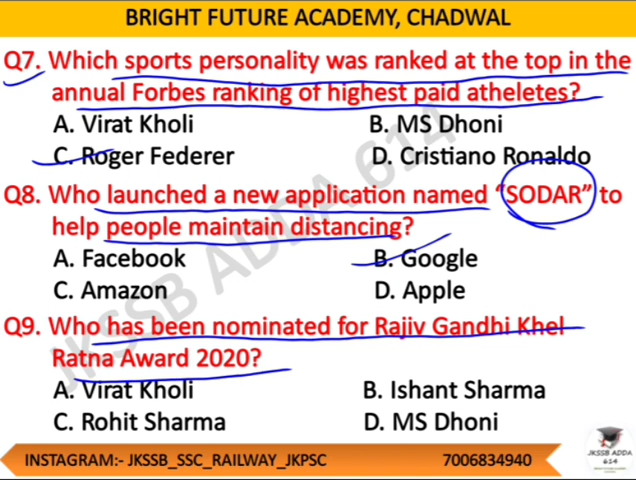 BRIGHT FUTURE ACADEMY, CHADWAL
Q7. Which sports personality was ranked at the top in the
annual Forbes ranking of highest paid atheletes?
A. Virat Kholi B. MS Dhoni
C. Roger Federer D. Cristiano Ronaldo
Q8. Who launched a new application named “SODAR” to
help people maintain distancing?
A. Facebook B. Google
C. Amazon D. Apple
Q9. Who has been nominated for Rajiv Gandhi Khel
Ratna Award 2020?
A. Virat Kholi B. Ishant Sharma
C. Rohit Sharma D. MS Dhoni
JKSSB ADDA 614
INSTAGRAM:- JKSSB_SSC_RAILWAY_JKPSC 7006834940
JKSSB ADDA
614